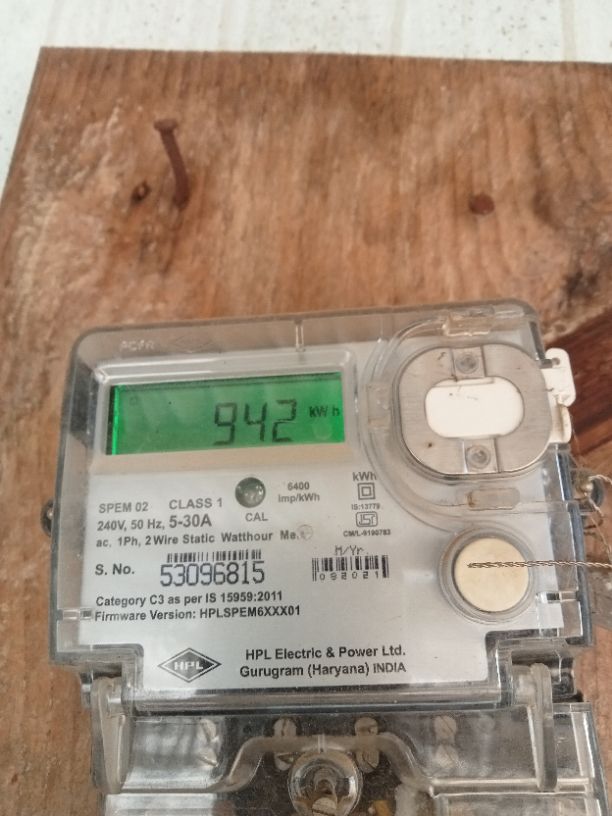 942 kWh
SPEM 02 CLASS 1
240V, 50 Hz, 5-30A
CAL
6400
imp/kWh
kWh
IS:13779
ISI
CM/L-9190783
ac, 1Ph, 2 Wire Static Watthour
S. No. 53096815
M/Yr.
092021
Category C3 as per IS 15959:2011
Firmware Version: HPLSPEM6XXX01
HPL
HPL Electric & Power Ltd.
Gurugram (Haryana) INDIA